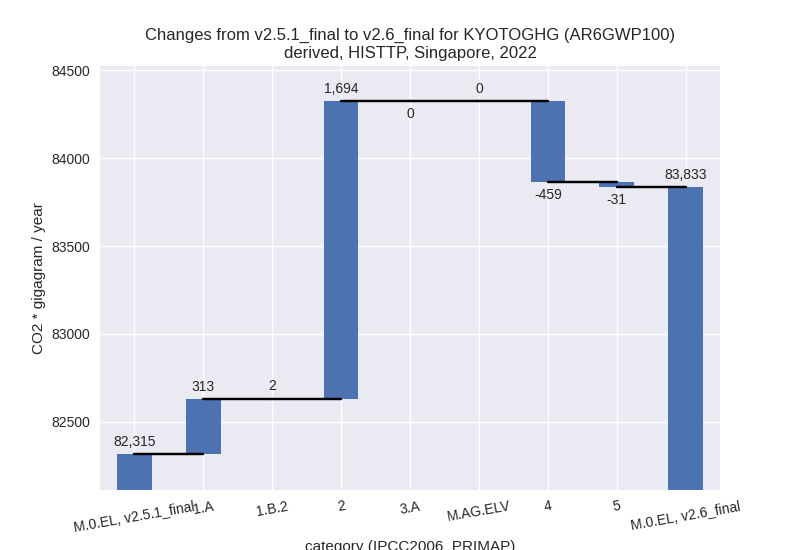 Changes from v2.5.1_final to v2.6_final for KYOTOGHG (AR6GWP100)
derived, HISTTP, Singapore, 2022
84500
84000
83500
83000
82500
CO2 * gigagram / year
82,315
313
2
1,694
0
0
-459
-31
83,833
M.0.EL, v2.5.1_final
1.A
1.B.2
2
3.A
M.AG.ELV
4
5
M.0.EL, v2.6_final
category (IPCC2006_PRIMAP)